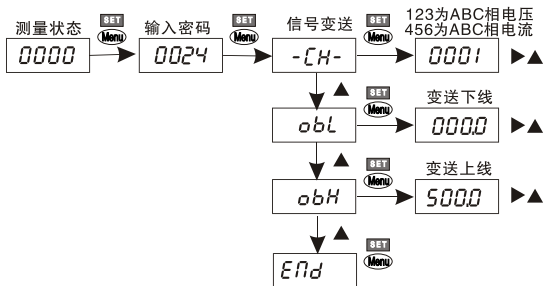 测量状态
SET
Menu
输入密码
SET
Menu
信号变送
SET
Menu
123为ABC相电压
456为ABC相电流
0000
0024
-CH-
0001
SET
Menu
变送下线
obL
000.0
SET
Menu
变送上线
obH
500.0
SET
Menu
End